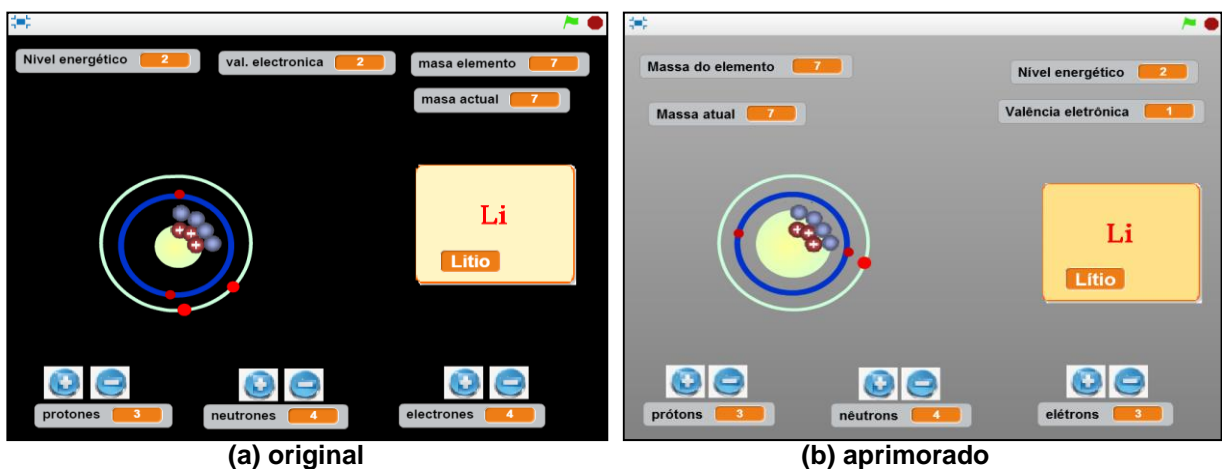 Nivel energético 2
val. electronica 2
masa elemento 7
masa actual 7
Li
Litio
protones 3
neutrones 4
electrones 4
(a) original
Massa do elemento 7
Nível energético 2
Massa atual 7
Valência eletrônica 1
Li
Lítio
prótons 3
nêutrons 4
elétrons 3
(b) aprimorado